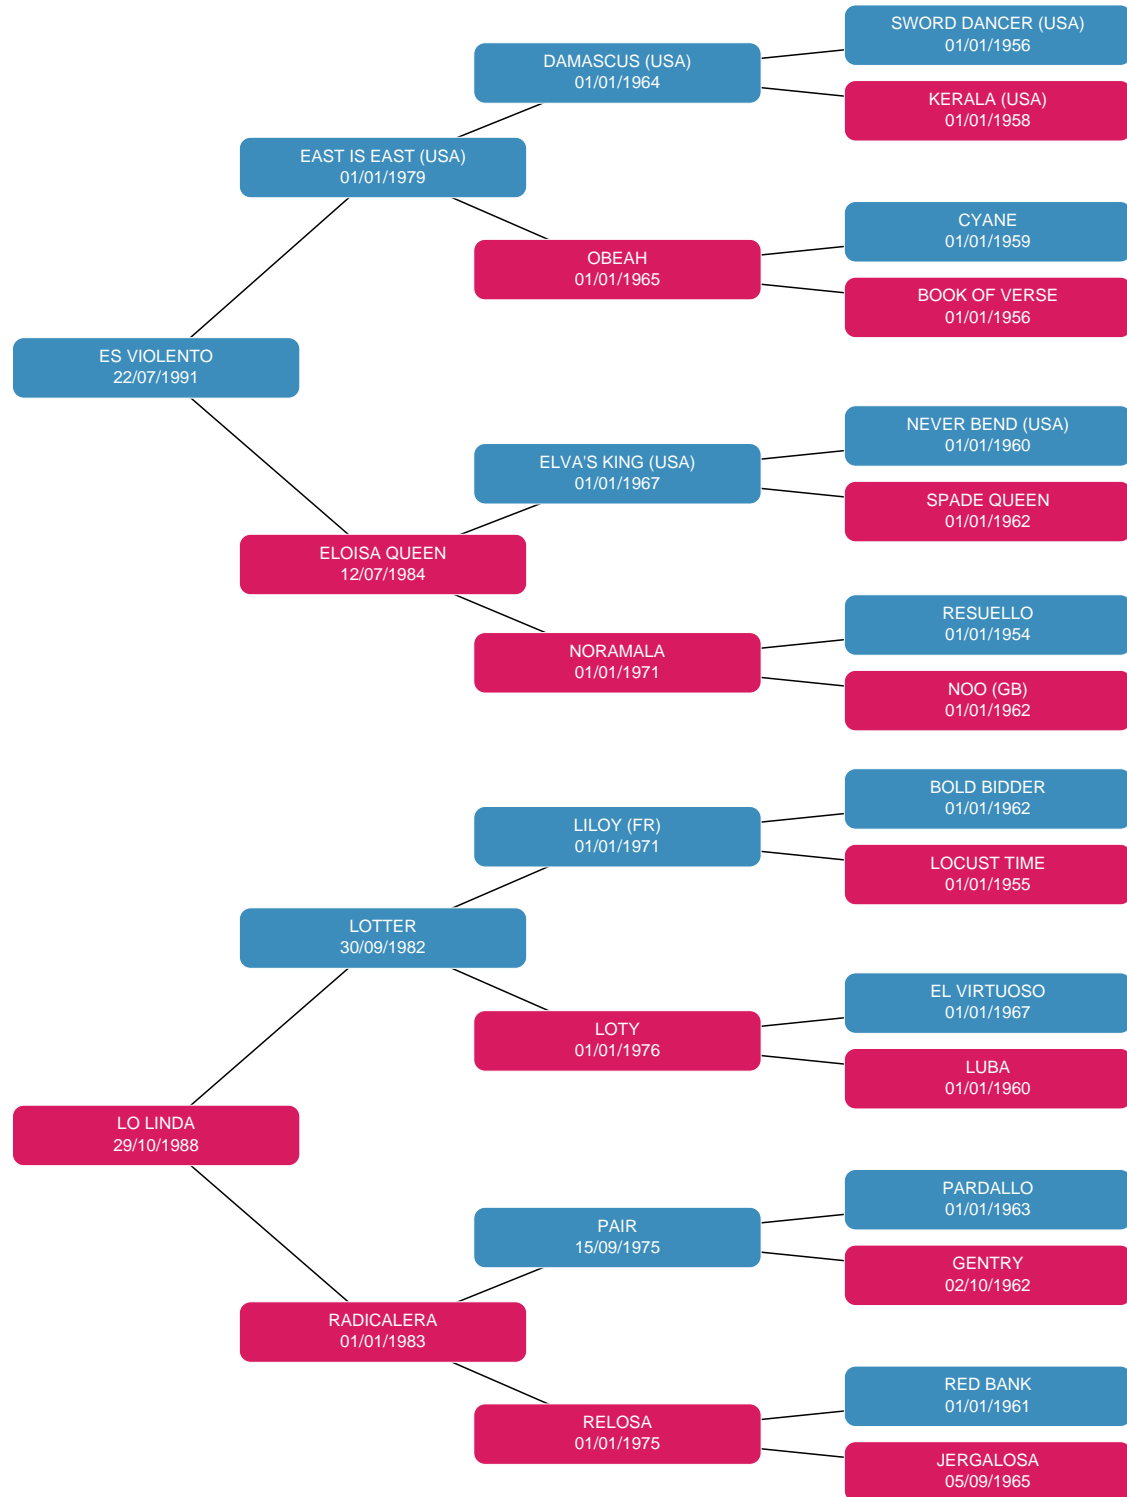 SWORD DANCER (USA)
01/01/1956
DAMASCUS (USA)
01/01/1964
KERALA (USA)
01/01/1958
EAST IS EAST (USA)
01/01/1979
CYANE
01/01/1959
OBEAH
01/01/1965
BOOK OF VERSE
01/01/1956
ES VIOLENTO
22/07/1991
NEVER BEND (USA)
01/01/1960
ELVA'S KING (USA)
01/01/1967
SPADE QUEEN
01/01/1962
ELOISA QUEEN
12/07/1984
RESUELLO
01/01/1954
NORAMALA
01/01/1971
NOO (GB)
01/01/1962
BOLD BIDDER
01/01/1962
LILOY (FR)
01/01/1971
LOCUST TIME
01/01/1955
LOTTER
30/09/1982
EL VIRTUOSO
01/01/1967
LOTY
01/01/1976
LUBA
01/01/1960
LO LINDA
29/10/1988
PARDALLO
01/01/1963
PAIR
15/09/1975
GENTRY
02/10/1962
RADICALERA
01/01/1983
RED BANK
01/01/1961
RELOSA
01/01/1975
JERGALOSA
05/09/1965